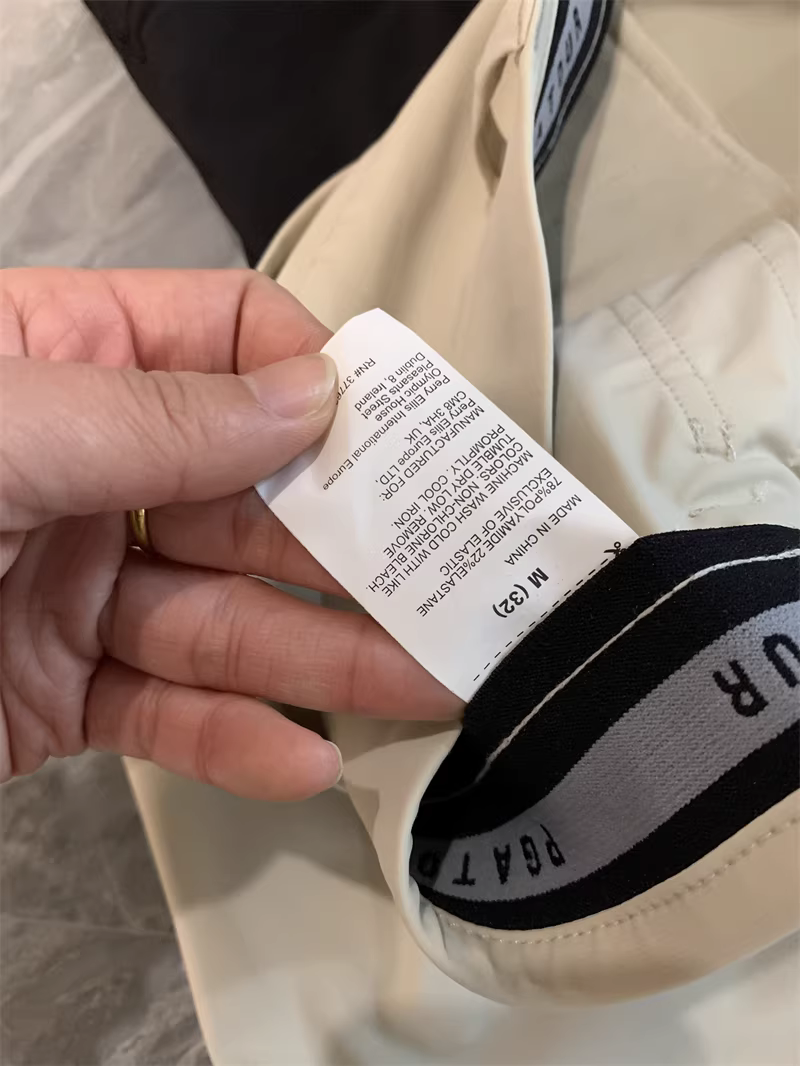 M (32)
MADE IN CHINA
78%POLYAMIDE 22%ELASTANE
EXCLUSIVE OF ELASTIC
MACHINE WASH COLD WITH LIKE
COLORS. NON-CHLORINE BLEACH.
TUMBLE DRY LOW. REMOVE
PROMPTLY. COOL IRON.
MANUFACTURED FOR:
Perry Ellis Europe LTD,
CM8 3HA, UK
Perry Ellis International Europe
Olympic House
Pleasants Street
Dublin 8, Ireland
RN# 377
PGA T
UR
TOUR